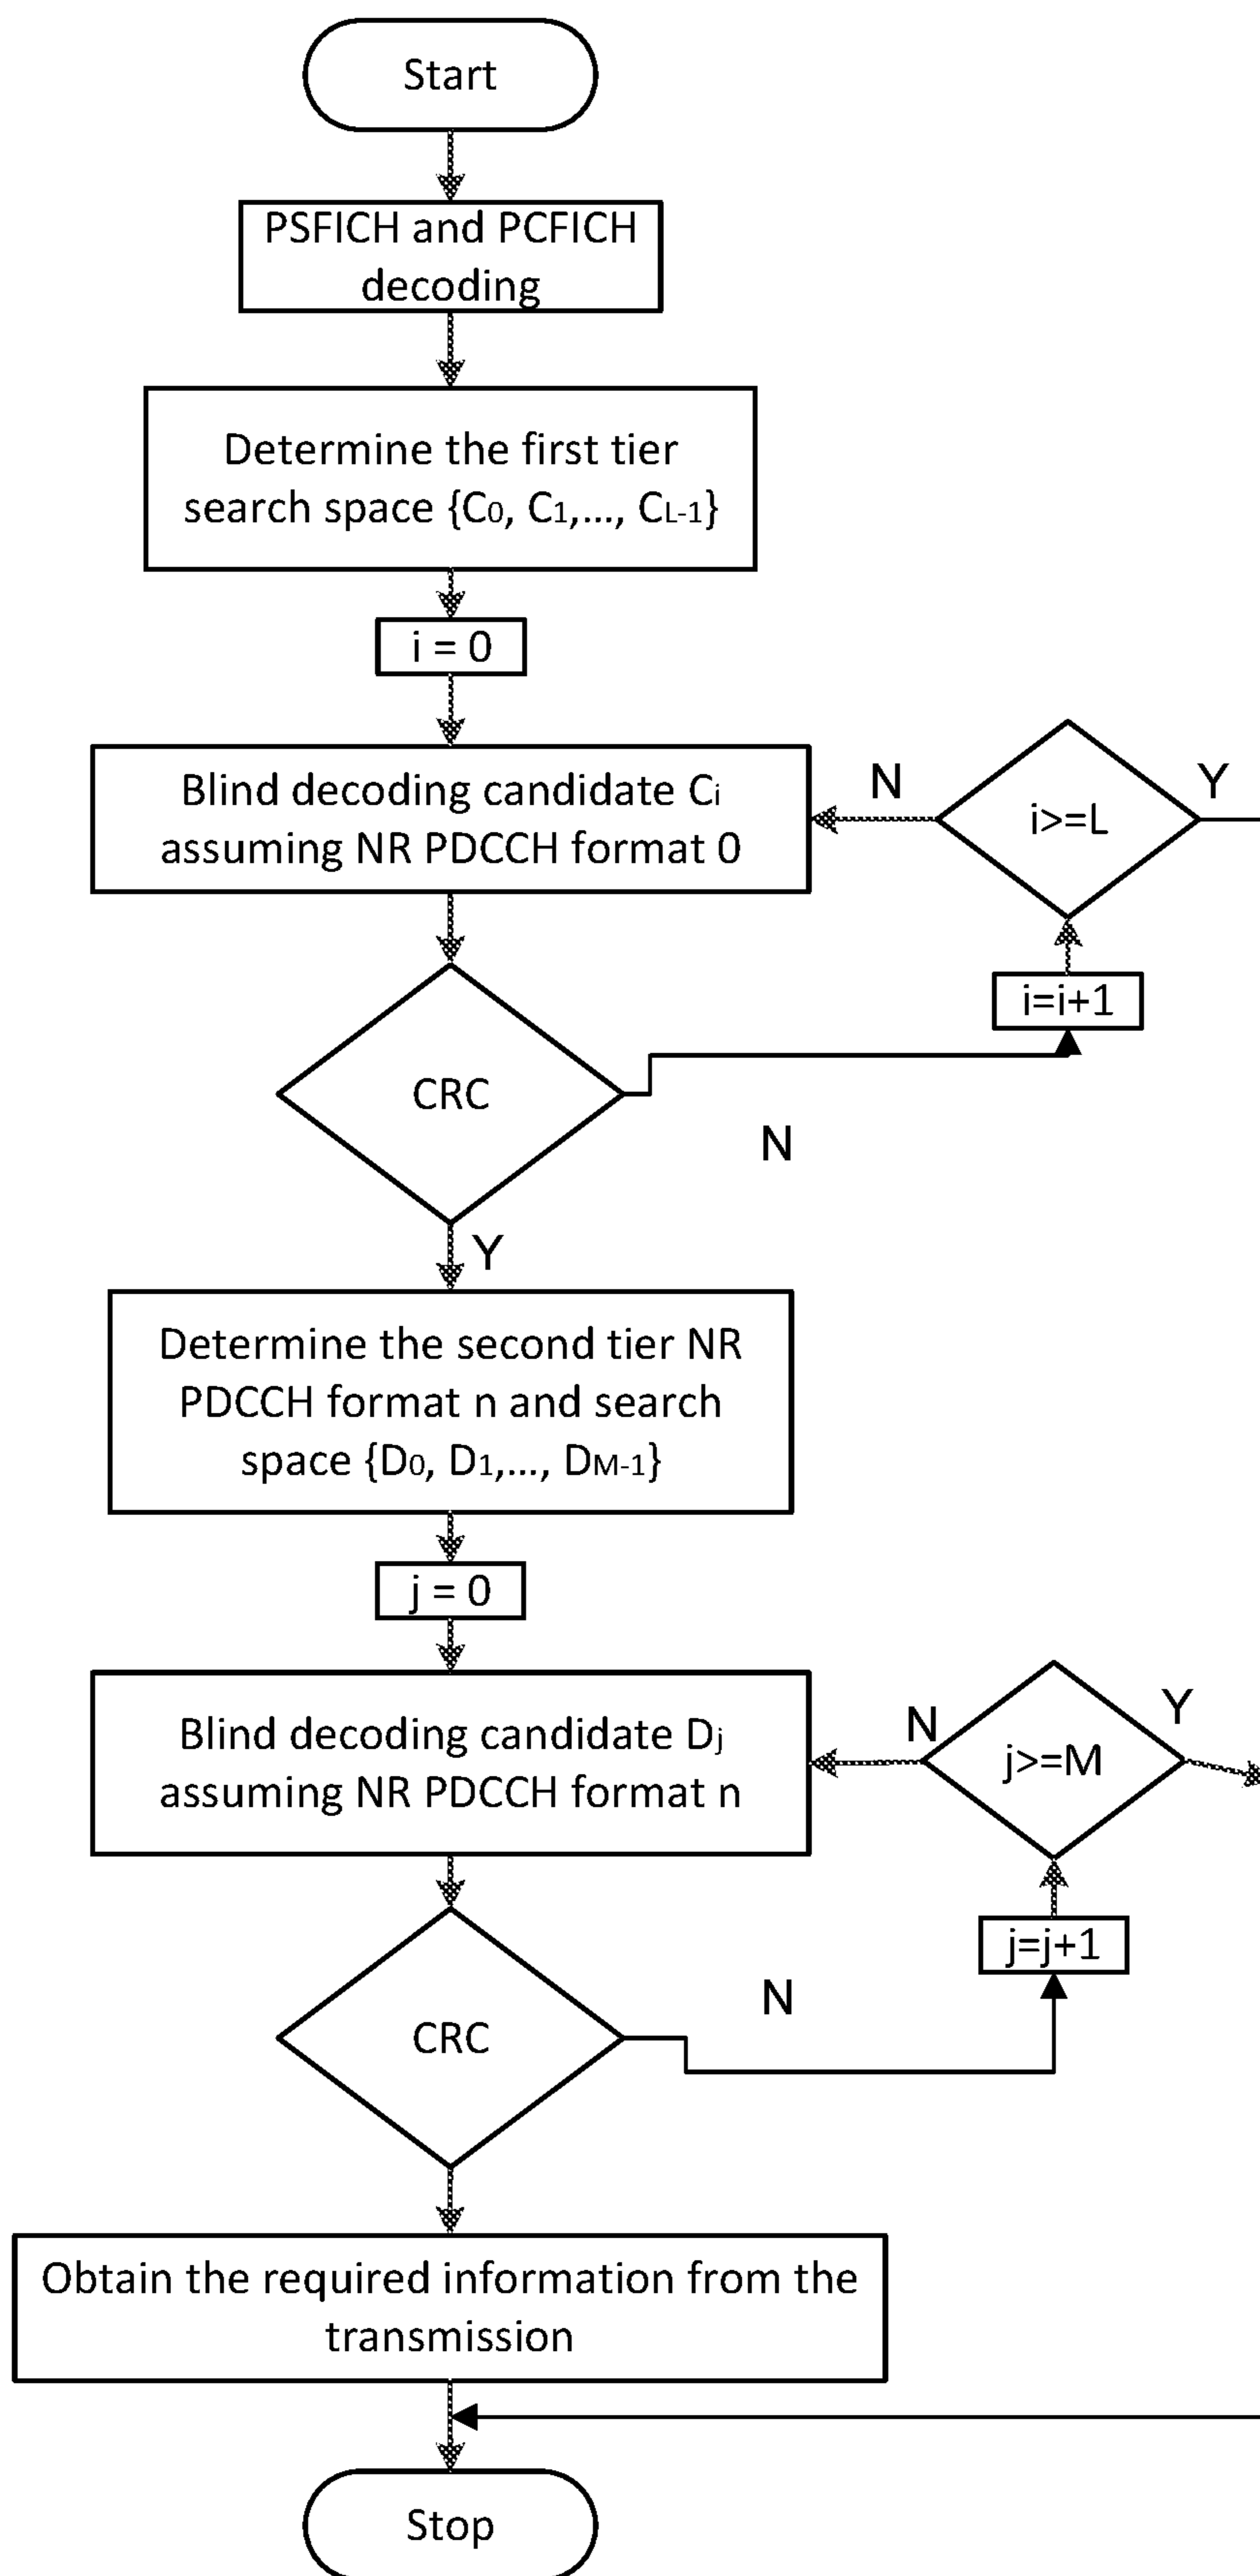 Start
PSFICH and PCFICH
decoding
Determine the first tier
search space {C0, C1,..., CL-1}
i = 0
Blind decoding candidate Ci
assuming NR PDCCH format 0
N
i>=L
Y
i=i+1
CRC
N
Y
Determine the second tier NR
PDCCH format n and search
space {D0, D1,..., DM-1}
j = 0
Blind decoding candidate Dj
assuming NR PDCCH format n
N
j>=M
Y
j=j+1
N
CRC
Obtain the required information from the
transmission
Stop